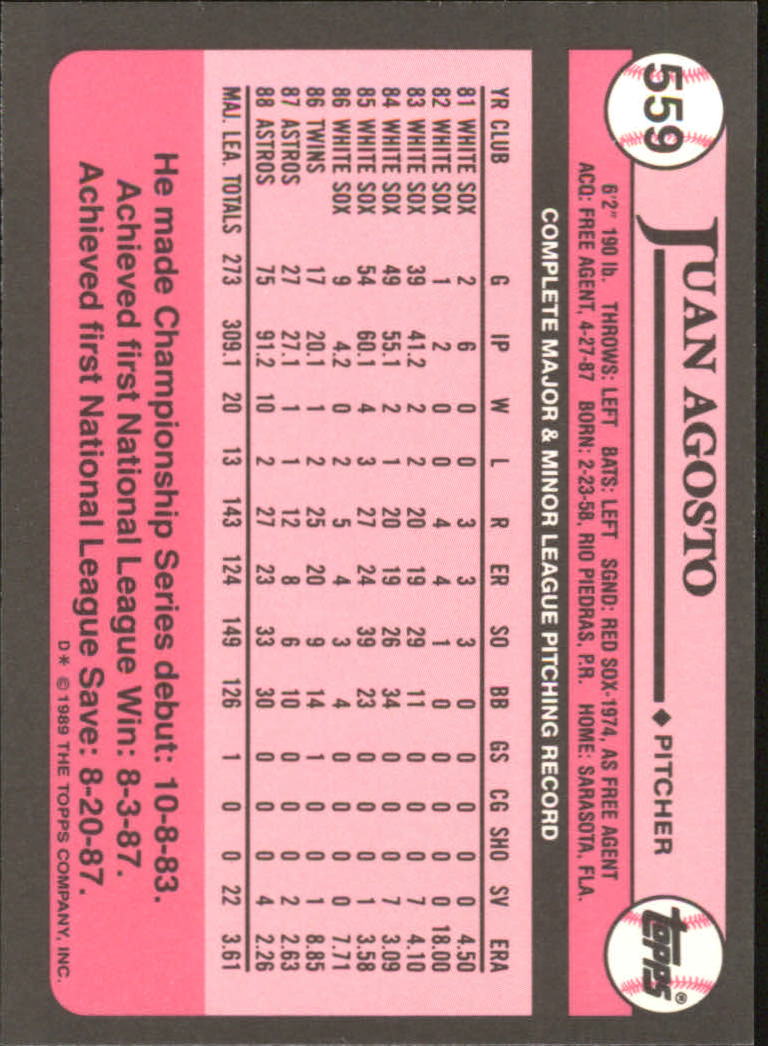 559
JUAN AGOSTO
♦ PITCHER
topps®
6'2" 190 lb. THROWS: LEFT BATS: LEFT SGND: RED SOX-1974, AS FREE AGENT
ACQ: FREE AGENT, 4-27-87 BORN: 2-23-58, RIO PIEDRAS, P.R. HOME: SARASOTA, FLA.
COMPLETE MAJOR & MINOR LEAGUE PITCHING RECORD
YR CLUB G IP W L R ER SO BB GS CG SHO SV ERA
81 WHITE SOX 2 6 0 0 3 3 3 0 0 0 0 0 4.50
82 WHITE SOX 1 2 0 0 4 4 1 0 0 0 0 0 18.00
83 WHITE SOX 39 41.2 2 2 20 19 29 11 0 0 0 7 4.10
84 WHITE SOX 49 55.1 2 1 20 19 26 34 0 0 0 7 3.09
85 WHITE SOX 54 60.1 4 3 27 24 39 23 0 0 0 1 3.58
86 WHITE SOX 9 4.2 0 2 5 4 3 4 0 0 0 0 7.71
86 TWINS 17 20.1 1 2 25 20 9 14 1 0 0 1 8.85
87 ASTROS 27 27.1 1 1 12 8 6 10 0 0 0 2 2.63
88 ASTROS 75 91.2 10 2 27 23 33 30 0 0 0 4 2.26
MAJ. LEA. TOTALS 273 309.1 20 13 143 124 149 126 1 0 0 22 3.61
He made Championship Series debut: 10-8-83.
Achieved first National League Win: 8-3-87.
Achieved first National League Save: 8-20-87.
D* © 1989 THE TOPPS COMPANY, INC.